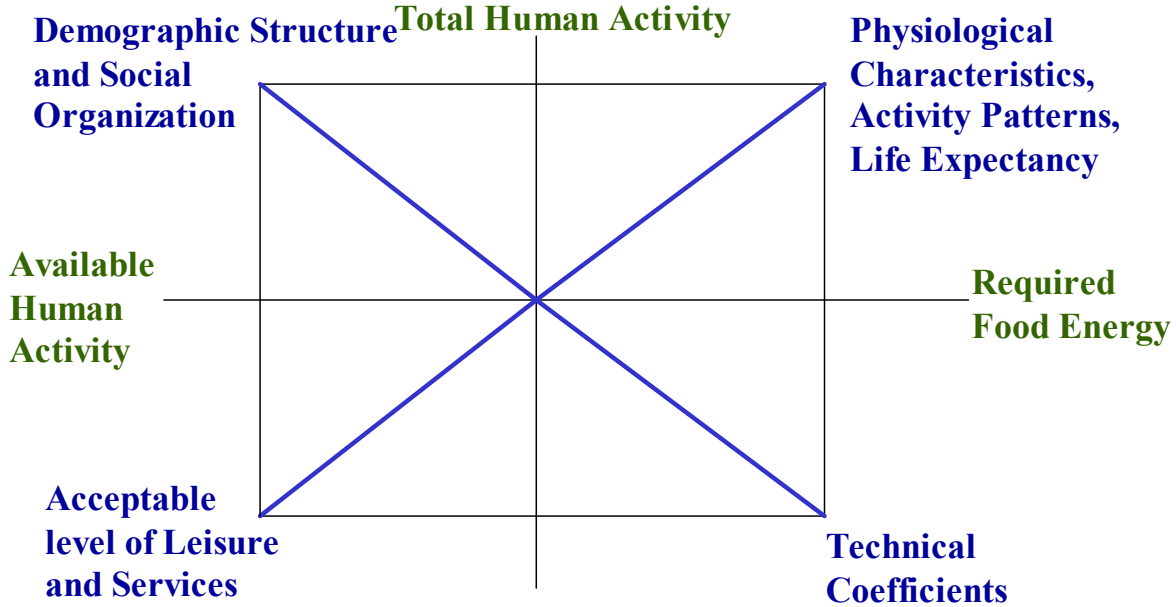 Total Human Activity
Demographic Structure
and Social
Organization
Physiological
Characteristics,
Activity Patterns,
Life Expectancy
Available
Human
Activity
Required
Food Energy
Acceptable
level of Leisure
and Services
Technical
Coefficients